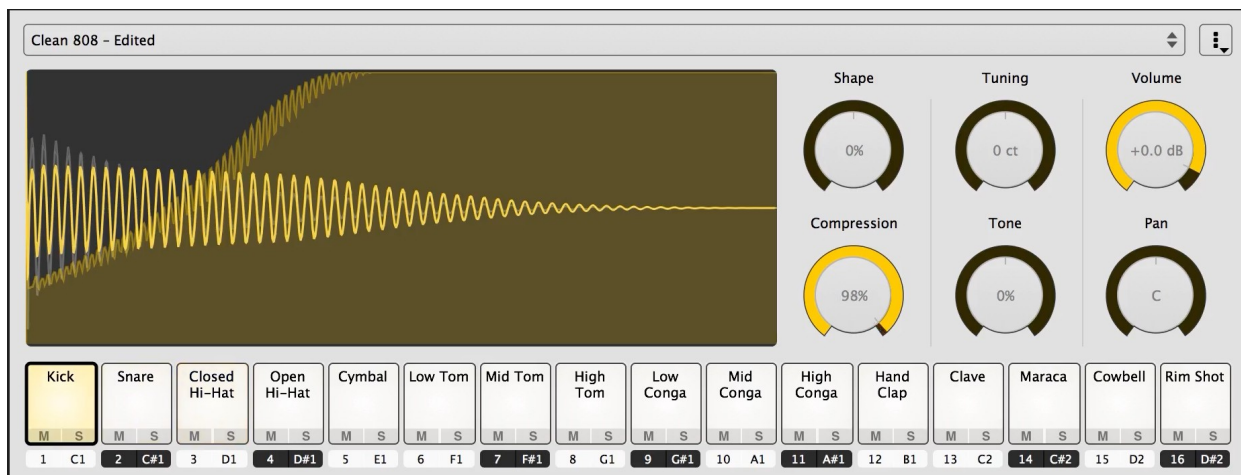 Clean 808 – Edited
Shape Tuning Volume
0% 0 ct +0.0 dB
Compression Tone Pan
98% 0% C
Kick Snare Closed Hi-Hat Open Hi-Hat Cymbal Low Tom Mid Tom High Tom Low Conga Mid Conga High Conga Hand Clap Clave Maraca Cowbell Rim Shot
M S M S M S M S M S M S M S M S M S M S M S M S M S M S M S M S
1 C1 2 C#1 3 D1 4 D#1 5 E1 6 F1 7 F#1 8 G1 9 G#1 10 A1 11 A#1 12 B1 13 C2 14 C#2 15 D2 16 D#2